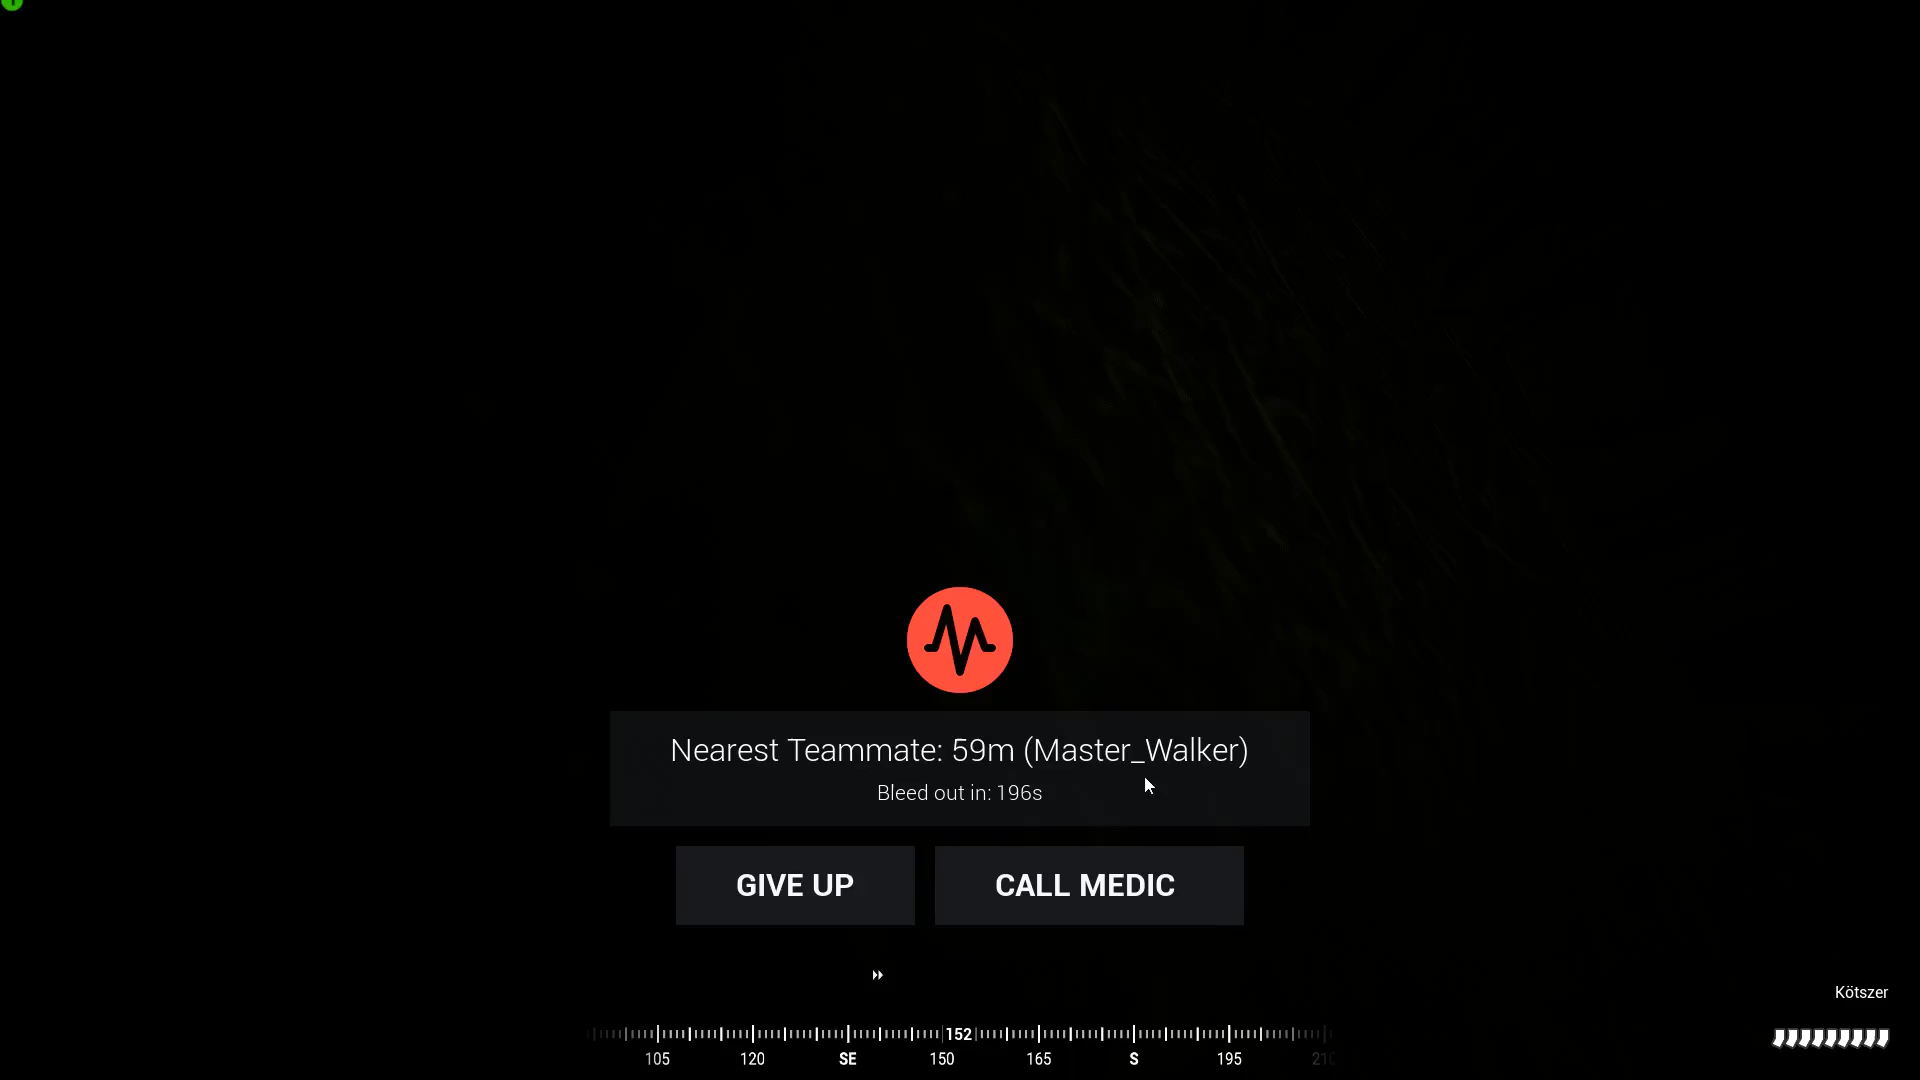 Nearest Teammate: 59m (Master_Walker)
Bleed out in: 196s
GIVE UP
CALL MEDIC
Kötszer
152
105 120 SE 150 165 S 195 210